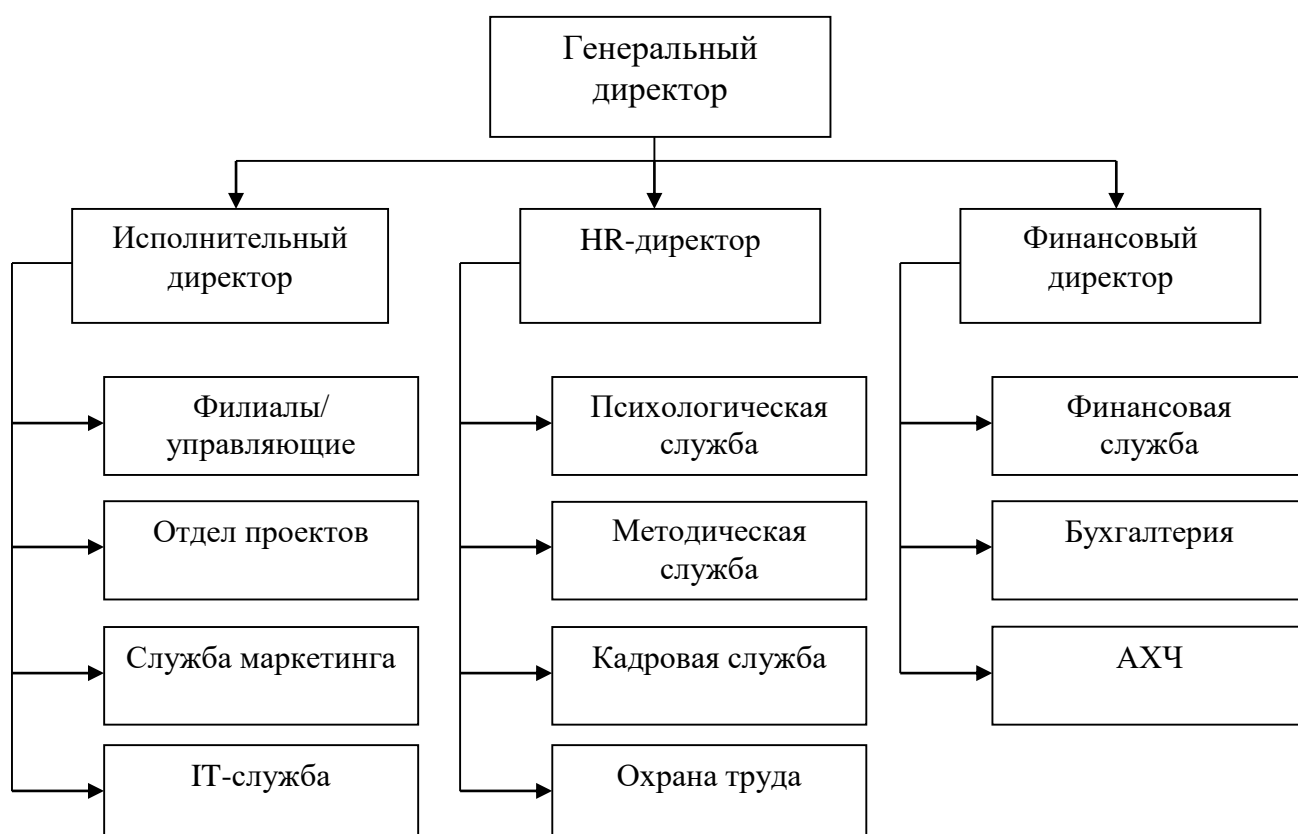 Генеральный
директор
Исполнительный
директор
HR-директор
Финансовый
директор
Филиалы/
управляющие
Психологическая
служба
Финансовая
служба
Отдел проектов
Методическая
служба
Бухгалтерия
Служба маркетинга
Кадровая служба
АХЧ
IT-служба
Охрана труда